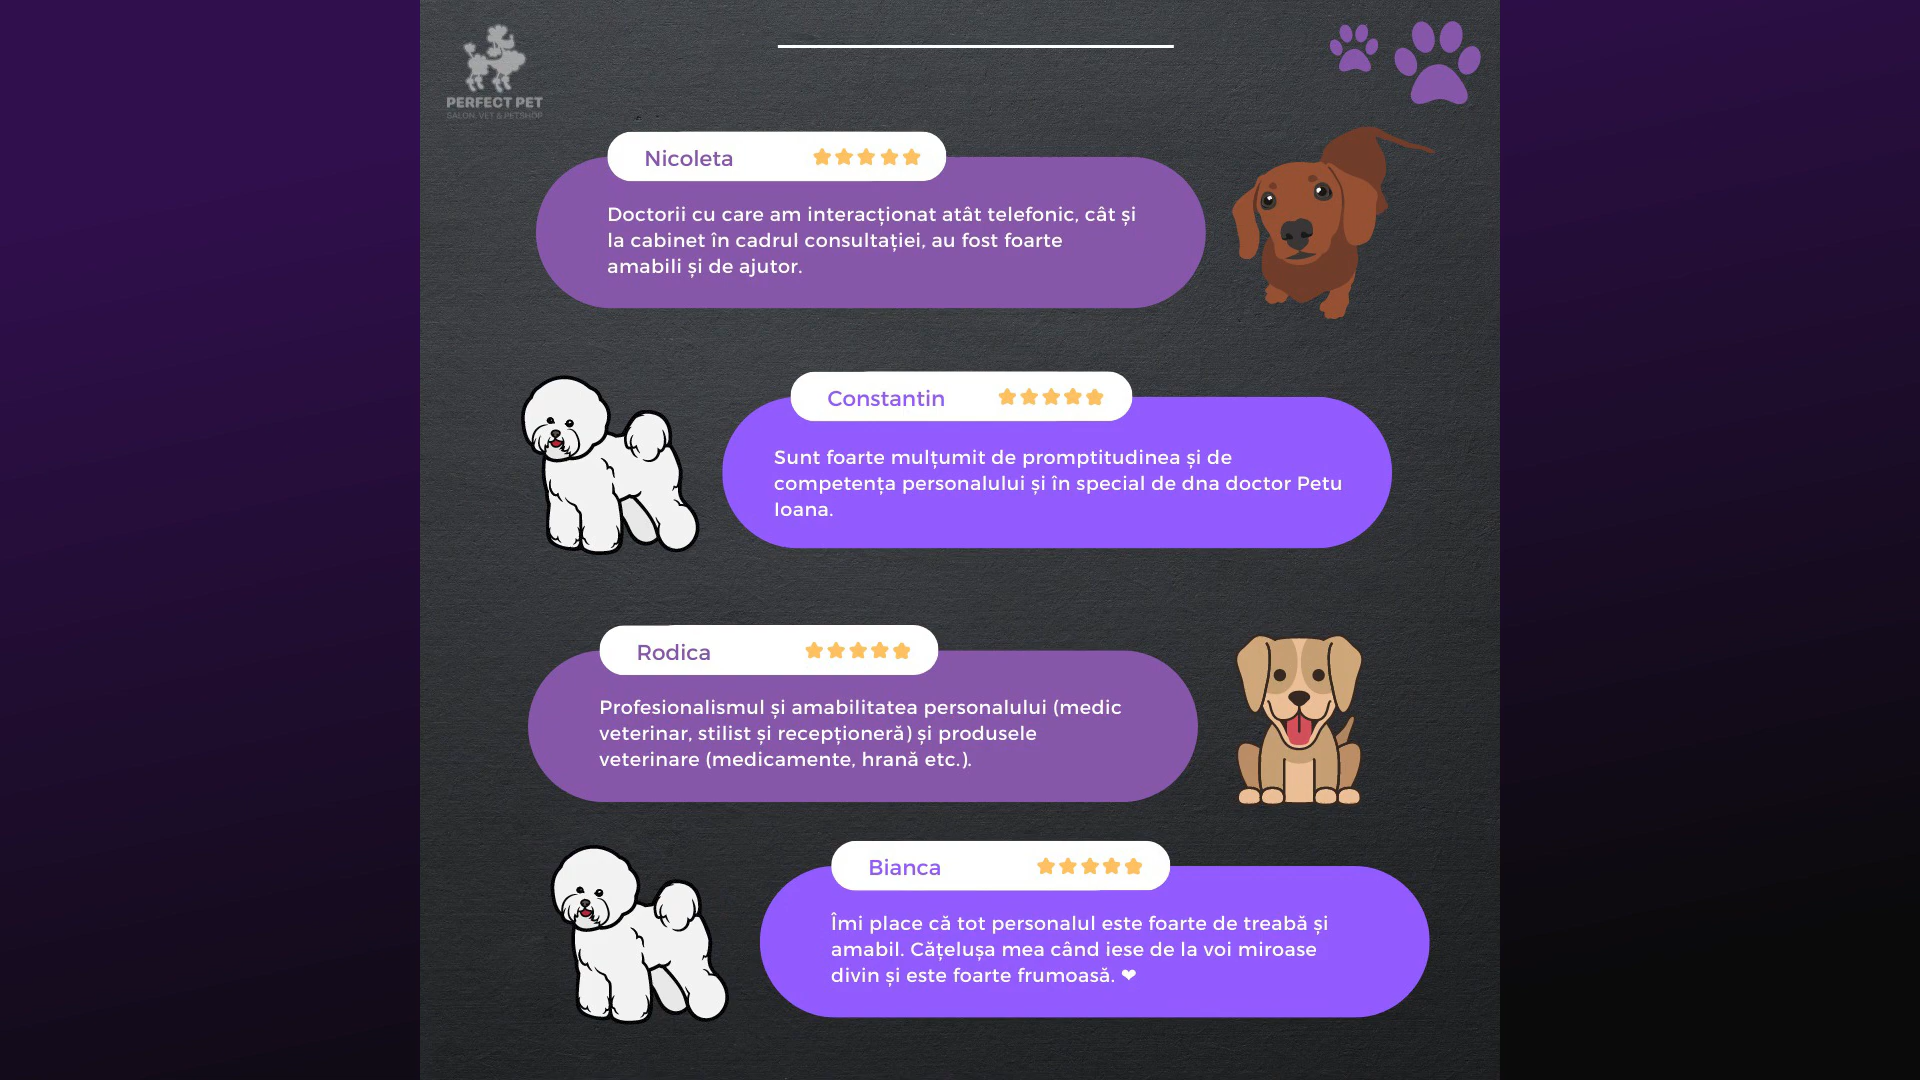 PERFECT PET
SALON, VET & PETSHOP
Nicoleta
Doctorii cu care am interacționat atât telefonic, cât și
la cabinet în cadrul consultației, au fost foarte
amabili și de ajutor.
Constantin
Sunt foarte mulțumit de promptitudinea și de
competența personalului și în special de dna doctor Petu
Ioana.
Rodica
Profesionalismul și amabilitatea personalului (medic
veterinar, stilist și recepționeră) și produsele
veterinare (medicamente, hrană etc.).
Bianca
Îmi place că tot personalul este foarte de treabă și
amabil. Cățelușa mea când iese de la voi miroase
divin și este foarte frumoasă. ❤